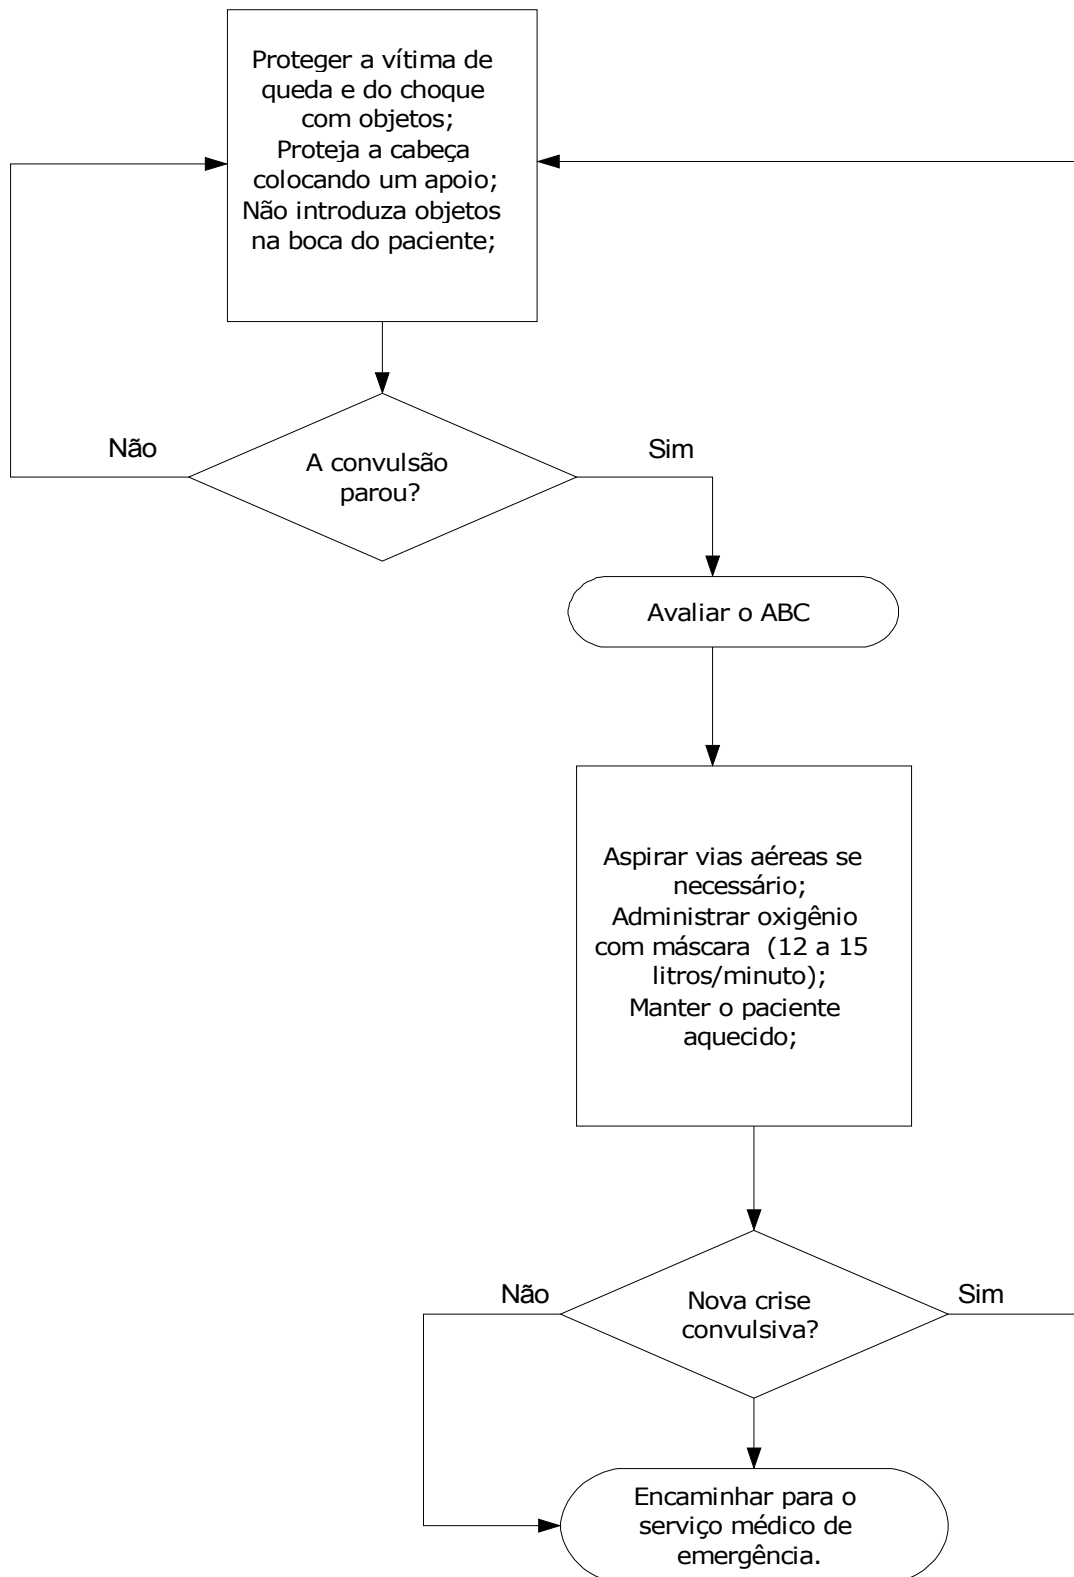 Proteger a vítima de
queda e do choque
com objetos;
Proteja a cabeça
colocando um apoio;
Não introduza objetos
na boca do paciente;
Não
A convulsão
parou?
Sim
Avaliar o ABC
Aspirar vias aéreas se
necessário;
Administrar oxigênio
com máscara (12 a 15
litros/minuto);
Manter o paciente
aquecido;
Não
Nova crise
convulsiva?
Sim
Encaminhar para o
serviço médico de
emergência.